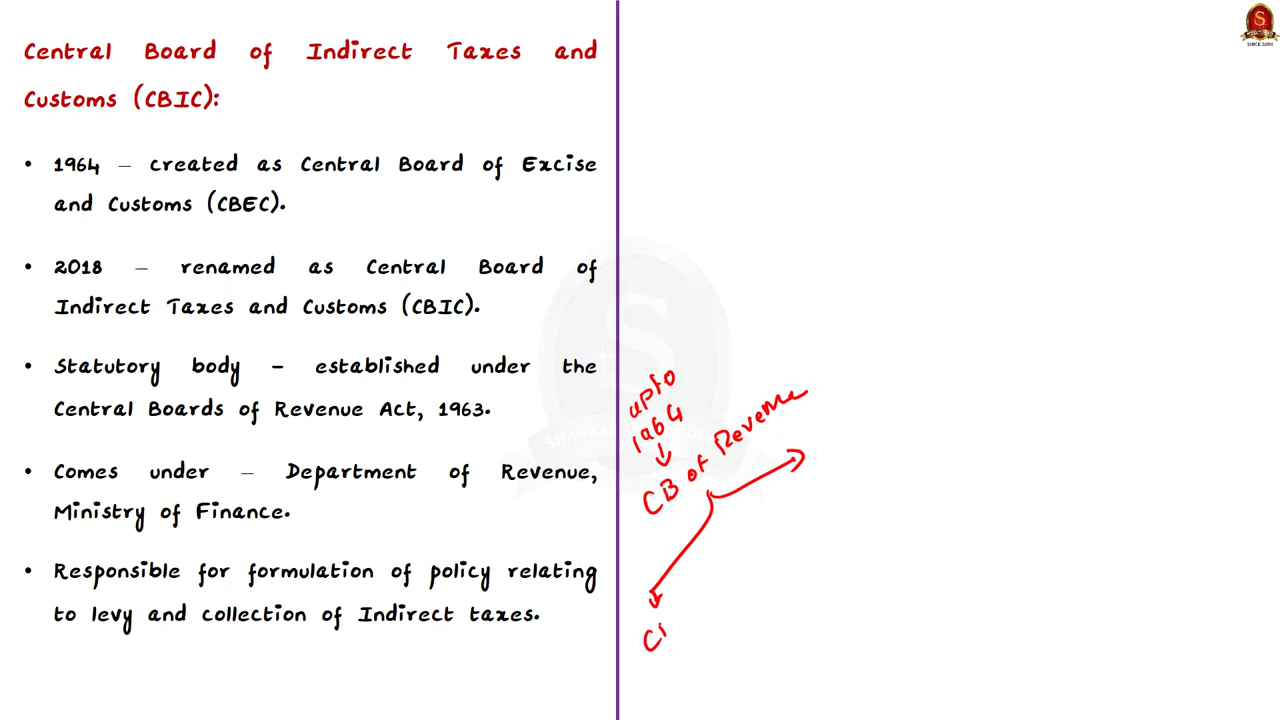 Central Board of Indirect Taxes and
Customs (CBIC):
• 1964 – created as Central Board of Excise
and Customs (CBEC).
• 2018 – renamed as Central Board of
Indirect Taxes and Customs (CBIC).
• Statutory body – established under the
Central Boards of Revenue Act, 1963.
• Comes under – Department of Revenue,
Ministry of Finance.
• Responsible for formulation of policy relating
to levy and collection of Indirect taxes.
S
SINCE 2004
upto
1964
CB of Revenue